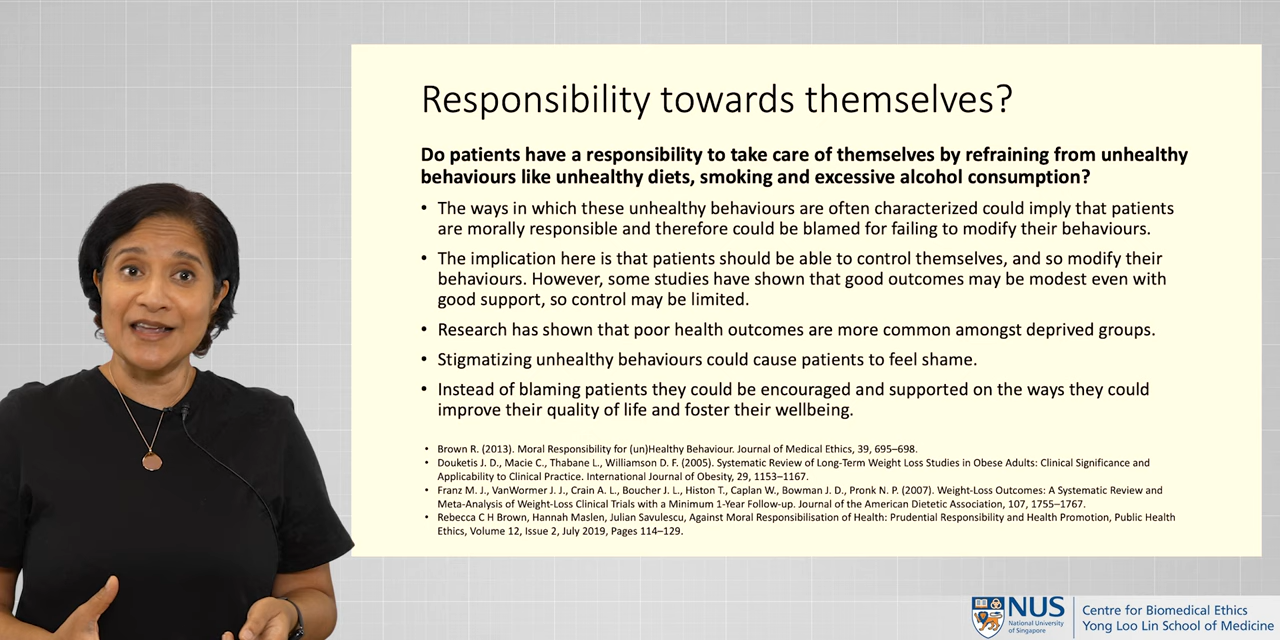 Responsibility towards themselves?
Do patients have a responsibility to take care of themselves by refraining from unhealthy
behaviours like unhealthy diets, smoking and excessive alcohol consumption?
• The ways in which these unhealthy behaviours are often characterized could imply that patients
are morally responsible and therefore could be blamed for failing to modify their behaviours.
• The implication here is that patients should be able to control themselves, and so modify their
behaviours. However, some studies have shown that good outcomes may be modest even with
good support, so control may be limited.
• Research has shown that poor health outcomes are more common amongst deprived groups.
• Stigmatizing unhealthy behaviours could cause patients to feel shame.
• Instead of blaming patients they could be encouraged and supported on the ways they could
improve their quality of life and foster their wellbeing.
• Brown R. (2013). Moral Responsibility for (un)Healthy Behaviour. Journal of Medical Ethics, 39, 695–698.
• Douketis J. D., Macie C., Thabane L., Williamson D. F. (2005). Systematic Review of Long-Term Weight Loss Studies in Obese Adults: Clinical Significance and
Applicability to Clinical Practice. International Journal of Obesity, 29, 1153–1167.
• Franz M. J., VanWormer J. J., Crain A. L., Boucher J. L., Histon T., Caplan W., Bowman J. D., Pronk N. P. (2007). Weight-Loss Outcomes: A Systematic Review and
Meta-Analysis of Weight-Loss Clinical Trials with a Minimum 1-Year Follow-up. Journal of the American Dietetic Association, 107, 1755–1767.
• Rebecca C H Brown, Hannah Maslen, Julian Savulescu, Against Moral Responsibilisation of Health: Prudential Responsibility and Health Promotion, Public Health
Ethics, Volume 12, Issue 2, July 2019, Pages 114–129.
NUS
National University
of Singapore
Centre for Biomedical Ethics
Yong Loo Lin School of Medicine